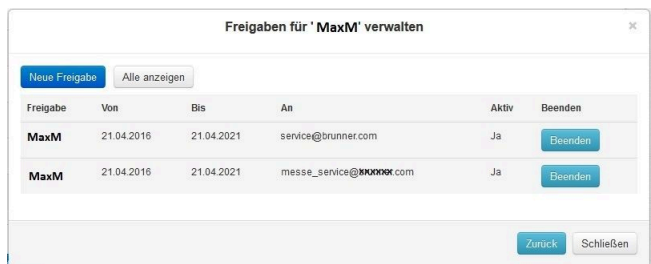 Freigaben für ' MaxM' verwalten
×
Neue Freigabe Alle anzeigen
Freigabe Von Bis An Aktiv Beenden
MaxM 21.04.2016 21.04.2021 service@brunner.com Ja Beenden
MaxM 21.04.2016 21.04.2021 messe_service@xxxxxx.com Ja Beenden
Zurück Schließen